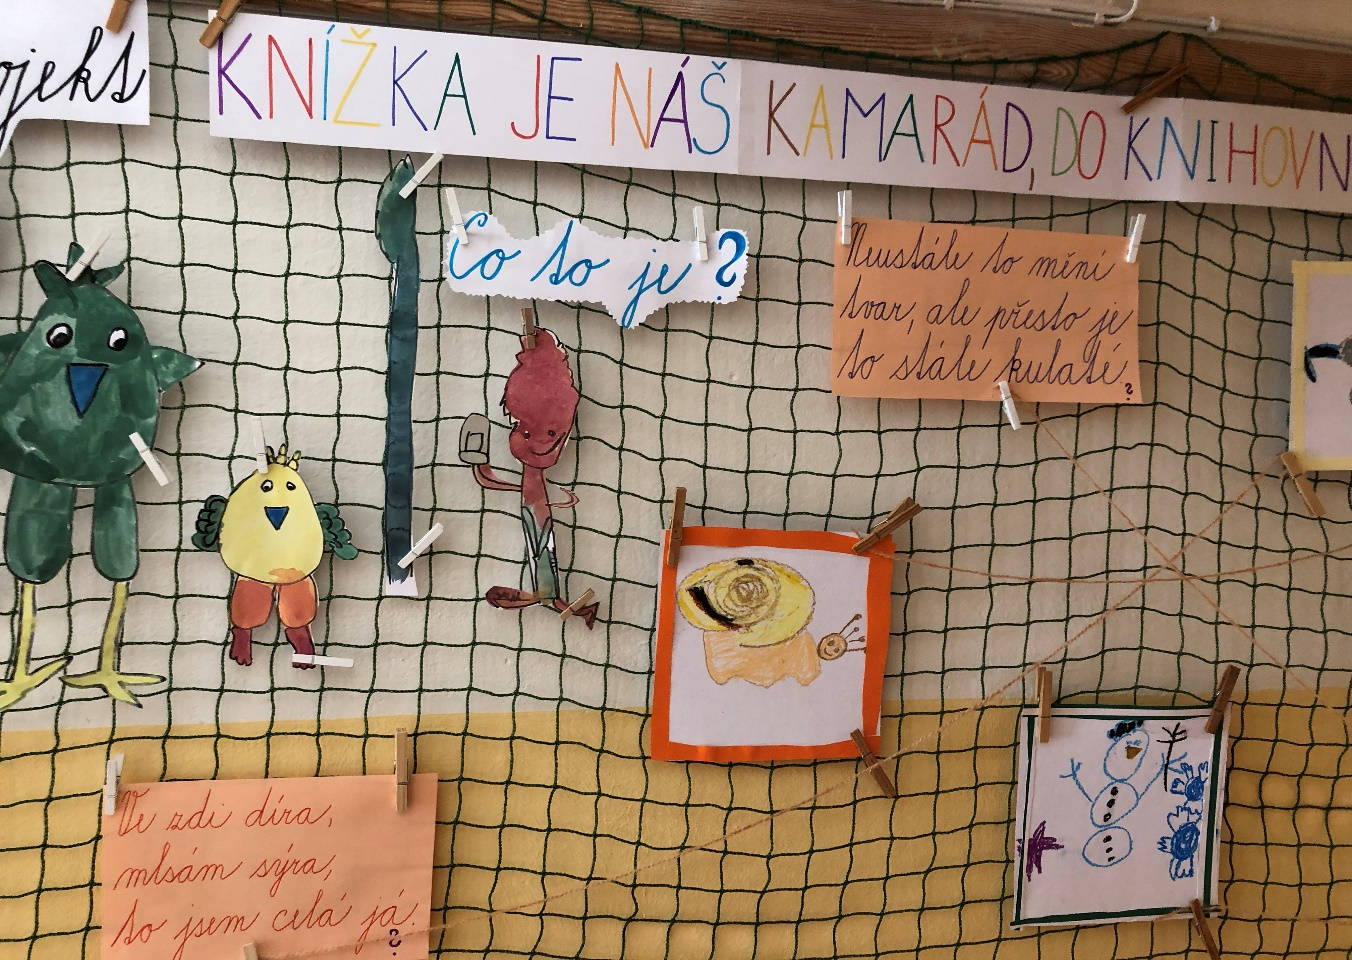 KNÍŽKA JE NÁŠ KAMARÁD, DO KNIHOVN
Co to je?
Neustále to mění
tvar, ale přesto je
to stále kulaté
?
Ve zdi díra,
mlsám sýra,
to jsem celá já.
?